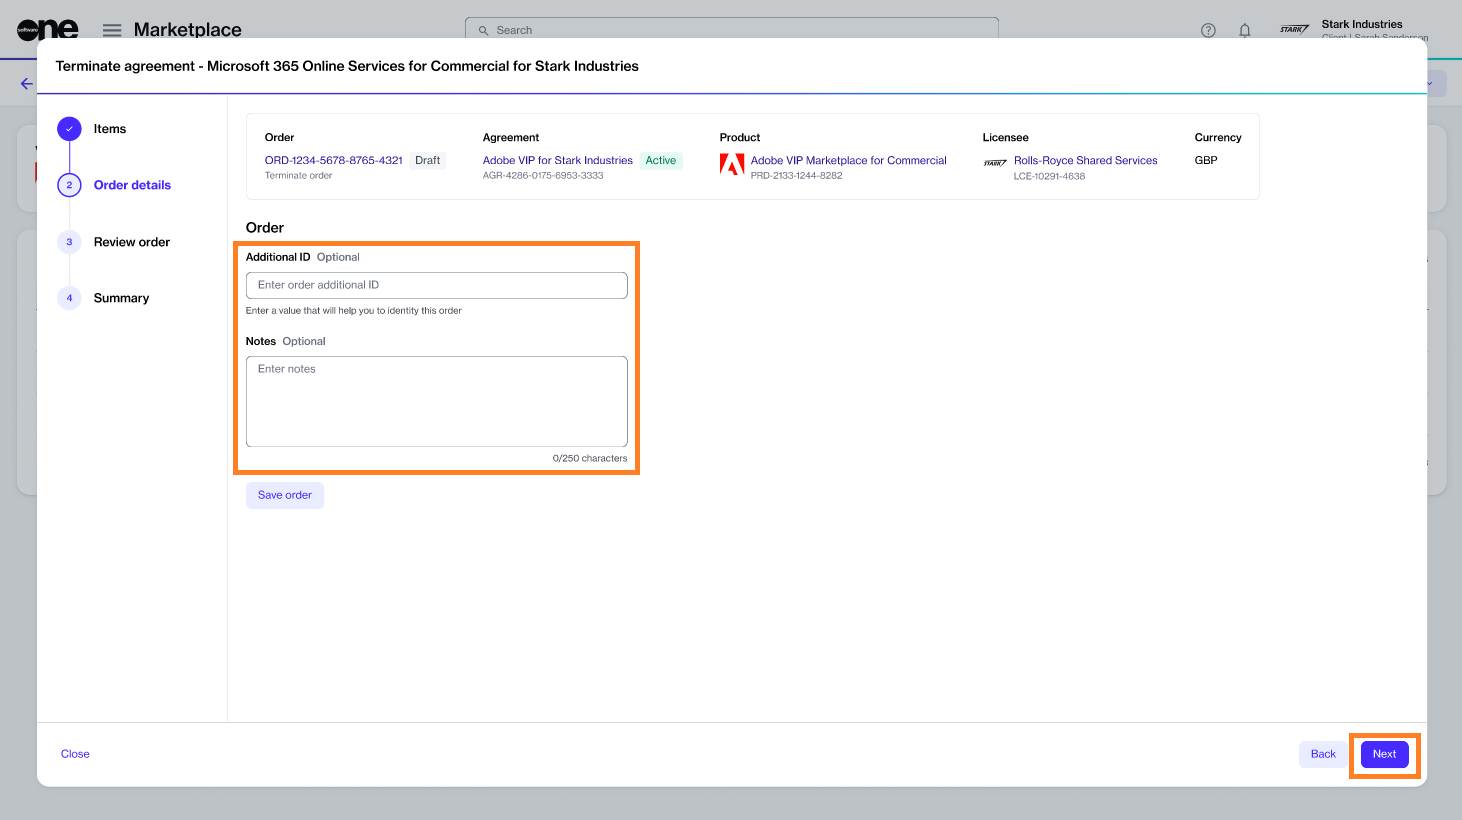 software
one
Marketplace
Search
STARK
Stark Industries
Client | Sarah Sanderson
Terminate agreement - Microsoft 365 Online Services for Commercial for Stark Industries
Items
2
Order details
3
Review order
4
Summary
Order
ORD-1234-5678-8765-4321 Draft
Terminate order
Agreement
Adobe VIP for Stark Industries Active
AGR-4286-0175-6953-3333
Product
Adobe VIP Marketplace for Commercial
PRD-2133-1244-8282
Licensee
STARK
Rolls-Royce Shared Services
LCE-10291-4638
Currency
GBP
Order
Additional ID Optional
Enter order additional ID
Enter a value that will help you to identity this order
Notes Optional
Enter notes
0/250 characters
Save order
Close
Back
Next